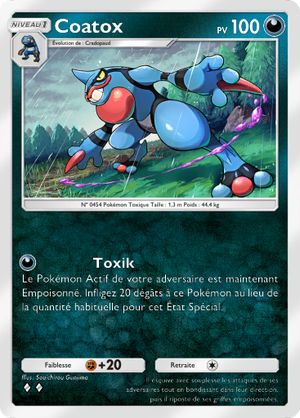 NIVEAU 1
Coatox
PV 100
Évolution de : Cradopaud
N° 0454 Pokémon Toxique Taille : 1,3 m Poids : 44,4 kg
Toxik
Le Pokémon Actif de votre adversaire est maintenant
Empoisonné. Infligez 20 dégâts à ce Pokémon au lieu de
la quantité habituelle pour cet État Spécial.
Faiblesse +20 Retraite
Illus. Souichirou Gunjima
Il esquive avec souplesse les attaques de ses
adversaires tout en bondissant dans leur direction,
puis il riposte de ses griffes empoisonnées.